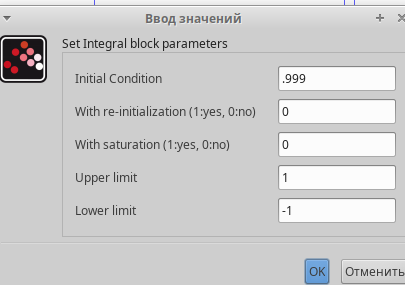 Ввод значений
Set Integral block parameters
Initial Condition .999
With re-initialization (1:yes, 0:no) 0
With saturation (1:yes, 0:no) 0
Upper limit 1
Lower limit -1
OK Отменить